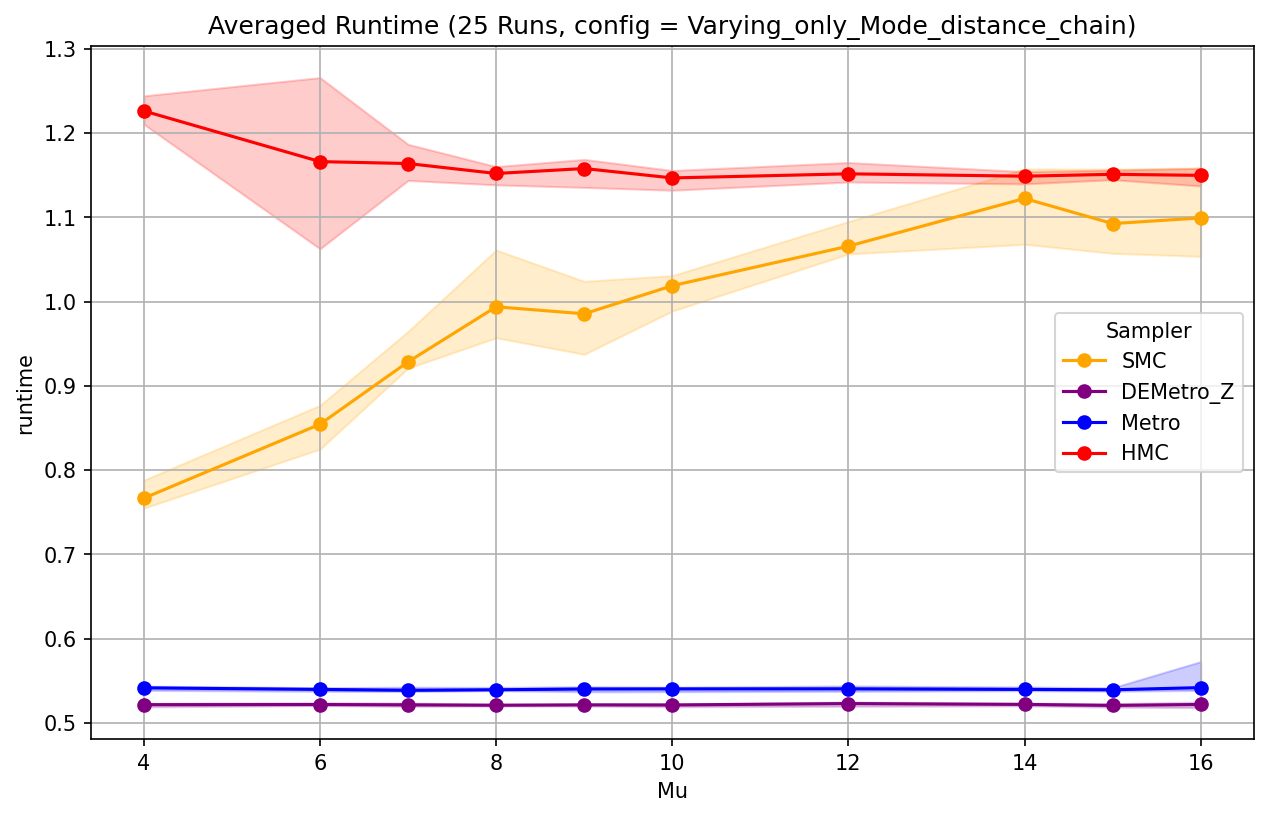 Averaged Runtime (25 Runs, config = Varying_only_Mode_distance_chain)
1.3
1.2
1.1
1.0
0.9
0.8
0.7
0.6
0.5
runtime
Sampler
SMC
DEMetro_Z
Metro
HMC
4 6 8 10 12 14 16
Mu